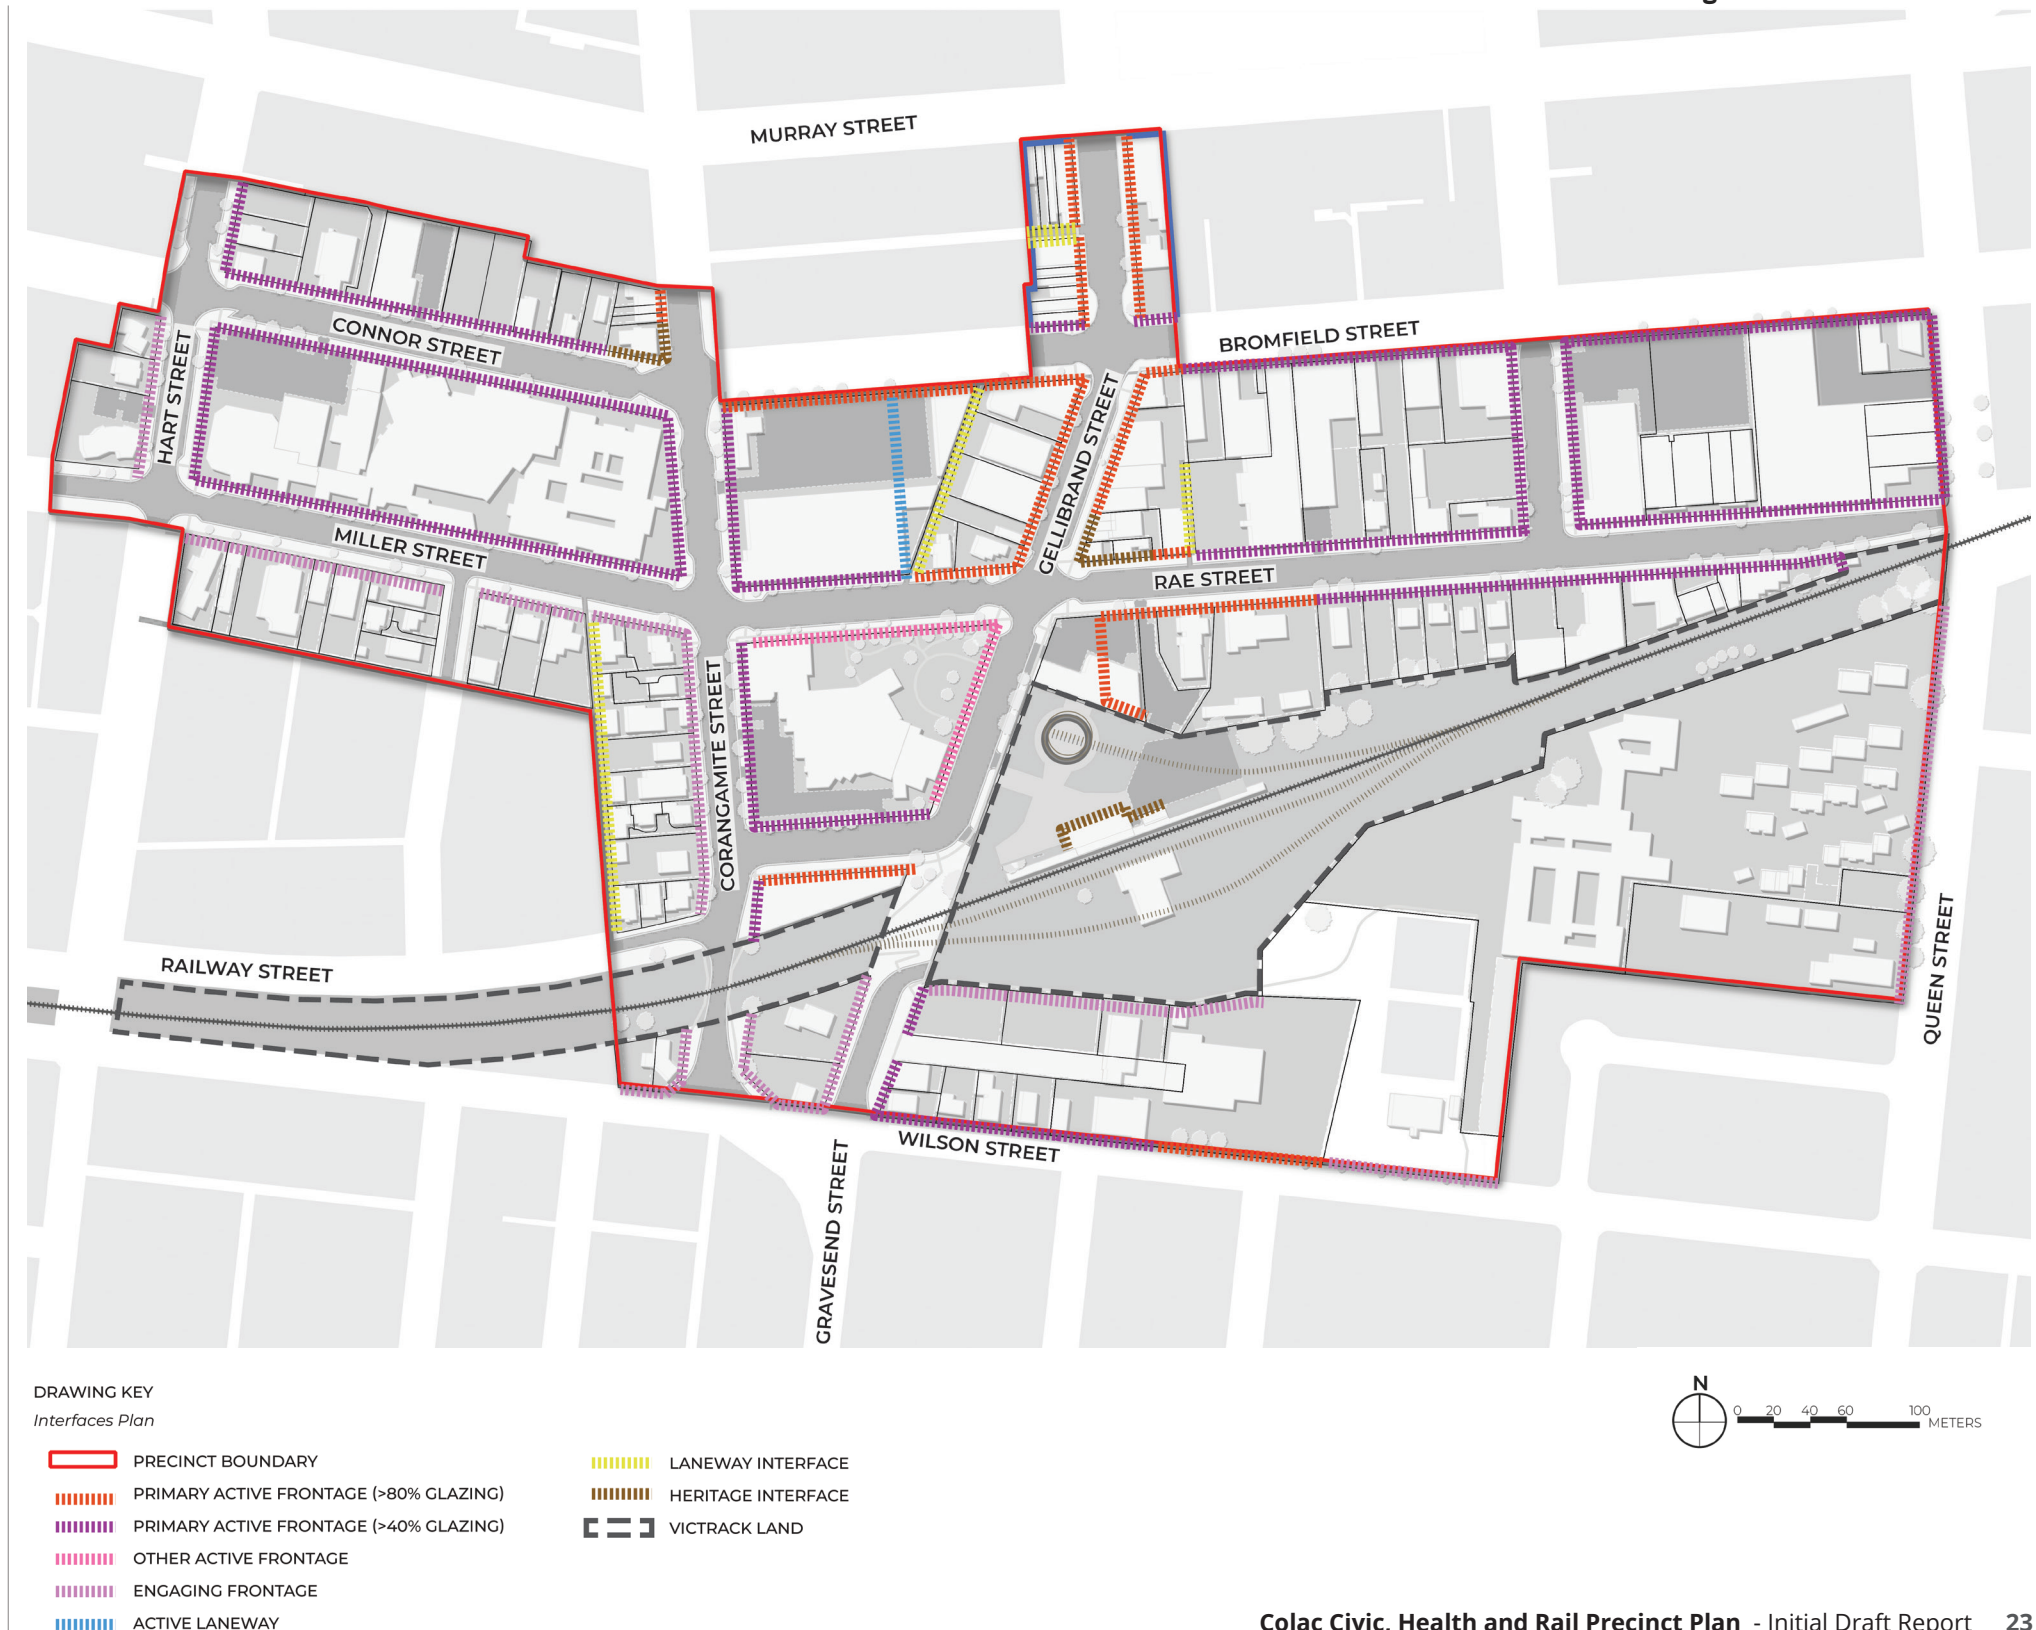 MURRAY STREET
CONNOR STREET
BROMFIELD STREET
HART STREET
GELLIBRAND STREET
MILLER STREET
RAE STREET
CORANGAMITE STREET
RAILWAY STREET
QUEEN STREET
WILSON STREET
GRAVESEND STREET
DRAWING KEY
Interfaces Plan
PRECINCT BOUNDARY
PRIMARY ACTIVE FRONTAGE (>80% GLAZING)
PRIMARY ACTIVE FRONTAGE (>40% GLAZING)
OTHER ACTIVE FRONTAGE
ENGAGING FRONTAGE
ACTIVE LANEWAY
LANEWAY INTERFACE
HERITAGE INTERFACE
VICTRACK LAND
N
0 20 40 60 100
METERS
Colac Civic, Health and Rail Precinct Plan - Initial Draft Report 23